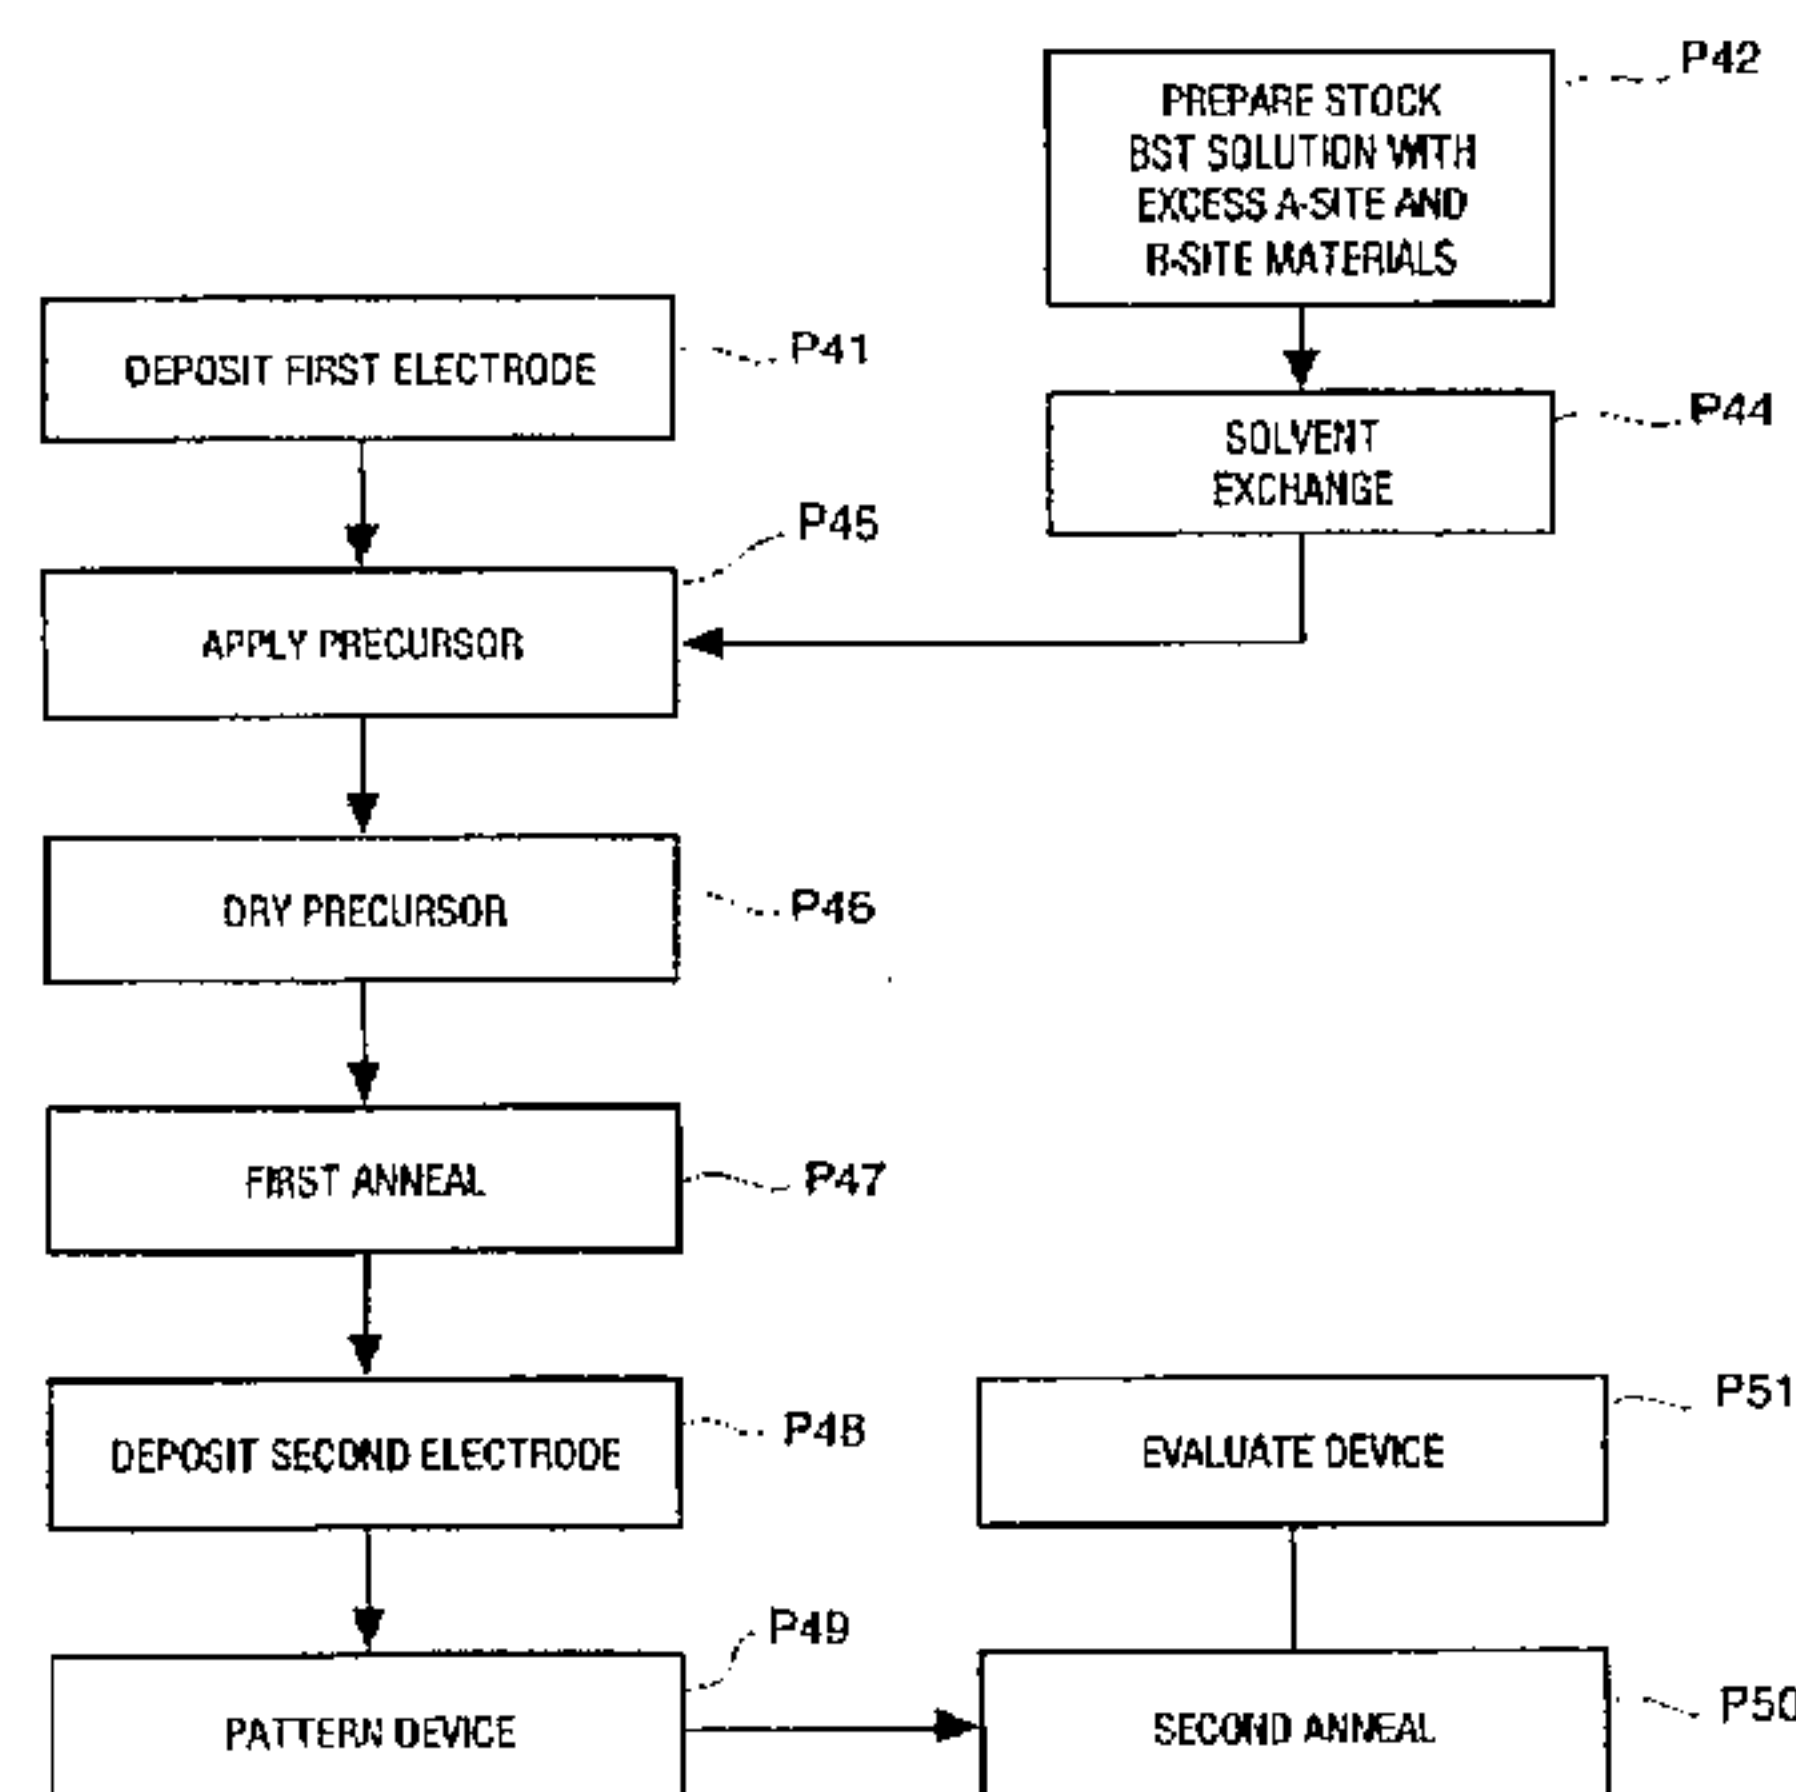 P42
PREPARE STOCK
BST SOLUTION WITH
EXCESS A-SITE AND
B-SITE MATERIALS
DEPOSIT FIRST ELECTRODE
P41
SOLVENT
EXCHANGE
P44
P45
APPLY PRECURSOR
DRY PRECURSOR
P46
FIRST ANNEAL
P47
DEPOSIT SECOND ELECTRODE
P48
EVALUATE DEVICE
P51
P49
PATTERN DEVICE
SECOND ANNEAL
P50